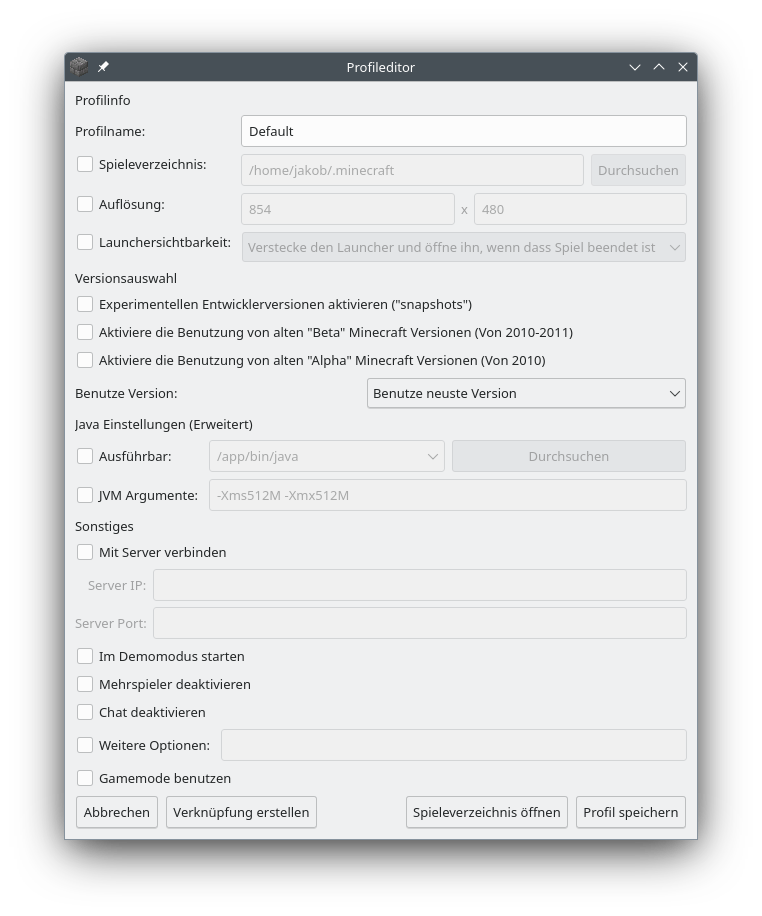 Profileditor
Profilinfo
Profilname: Default
Spieleverzeichnis: /home/jakob/.minecraft Durchsuchen
Auflösung: 854 x 480
Launchersichtbarkeit: Verstecke den Launcher und öffne ihn, wenn dass Spiel beendet ist
Versionsauswahl
Experimentellen Entwicklerversionen aktivieren ("snapshots")
Aktiviere die Benutzung von alten "Beta" Minecraft Versionen (Von 2010-2011)
Aktiviere die Benutzung von alten "Alpha" Minecraft Versionen (Von 2010)
Benutze Version: Benutze neuste Version
Java Einstellungen (Erweitert)
Ausführbar: /app/bin/java Durchsuchen
JVM Argumente: -Xms512M -Xmx512M
Sonstiges
Mit Server verbinden
Server IP:
Server Port:
Im Demomodus starten
Mehrspieler deaktivieren
Chat deaktivieren
Weitere Optionen:
Gamemode benutzen
Abbrechen Verknüpfung erstellen Spieleverzeichnis öffnen Profil speichern